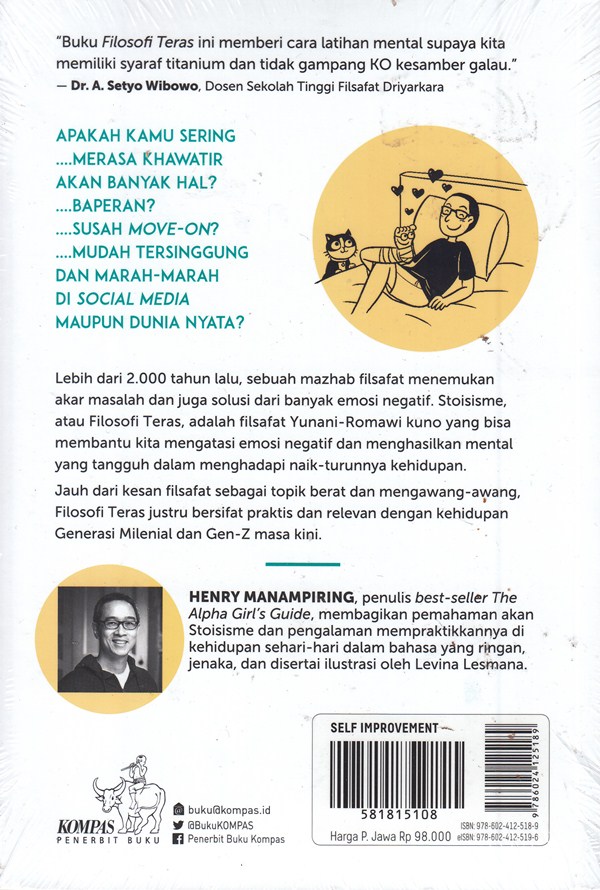 “Buku Filosofi Teras ini memberi cara latihan mental supaya kita
memiliki syaraf titanium dan tidak gampang KO kesamber galau.”
— Dr. A. Setyo Wibowo, Dosen Sekolah Tinggi Filsafat Driyarkara
APAKAH KAMU SERING
....MERASA KHAWATIR
AKAN BANYAK HAL?
....BAPERAN?
....SUSAH MOVE-ON?
....MUDAH TERSINGGUNG
DAN MARAH-MARAH
DI SOCIAL MEDIA
MAUPUN DUNIA NYATA?
Lebih dari 2.000 tahun lalu, sebuah mazhab filsafat menemukan
akar masalah dan juga solusi dari banyak emosi negatif. Stoisisme,
atau Filosofi Teras, adalah filsafat Yunani-Romawi kuno yang bisa
membantu kita mengatasi emosi negatif dan menghasilkan mental
yang tangguh dalam menghadapi naik-turunnya kehidupan.
Jauh dari kesan filsafat sebagai topik berat dan mengawang-awang,
Filosofi Teras justru bersifat praktis dan relevan dengan kehidupan
Generasi Milenial dan Gen-Z masa kini.
HENRY MANAMPIRING, penulis best-seller The
Alpha Girl’s Guide, membagikan pemahaman akan
Stoisisme dan pengalaman mempraktikkannya di
kehidupan sehari-hari dalam bahasa yang ringan,
jenaka, dan disertai ilustrasi oleh Levina Lesmana.
KOMPAS
PENERBIT BUKU
buku@kompas.id
@BukuKOMPAS
Penerbit Buku Kompas
SELF IMPROVEMENT
581815108
Harga P. Jawa Rp 98.000
9 786024 125189
ISBN: 978-602-412-518-9
eISBN: 978-602-412-519-6